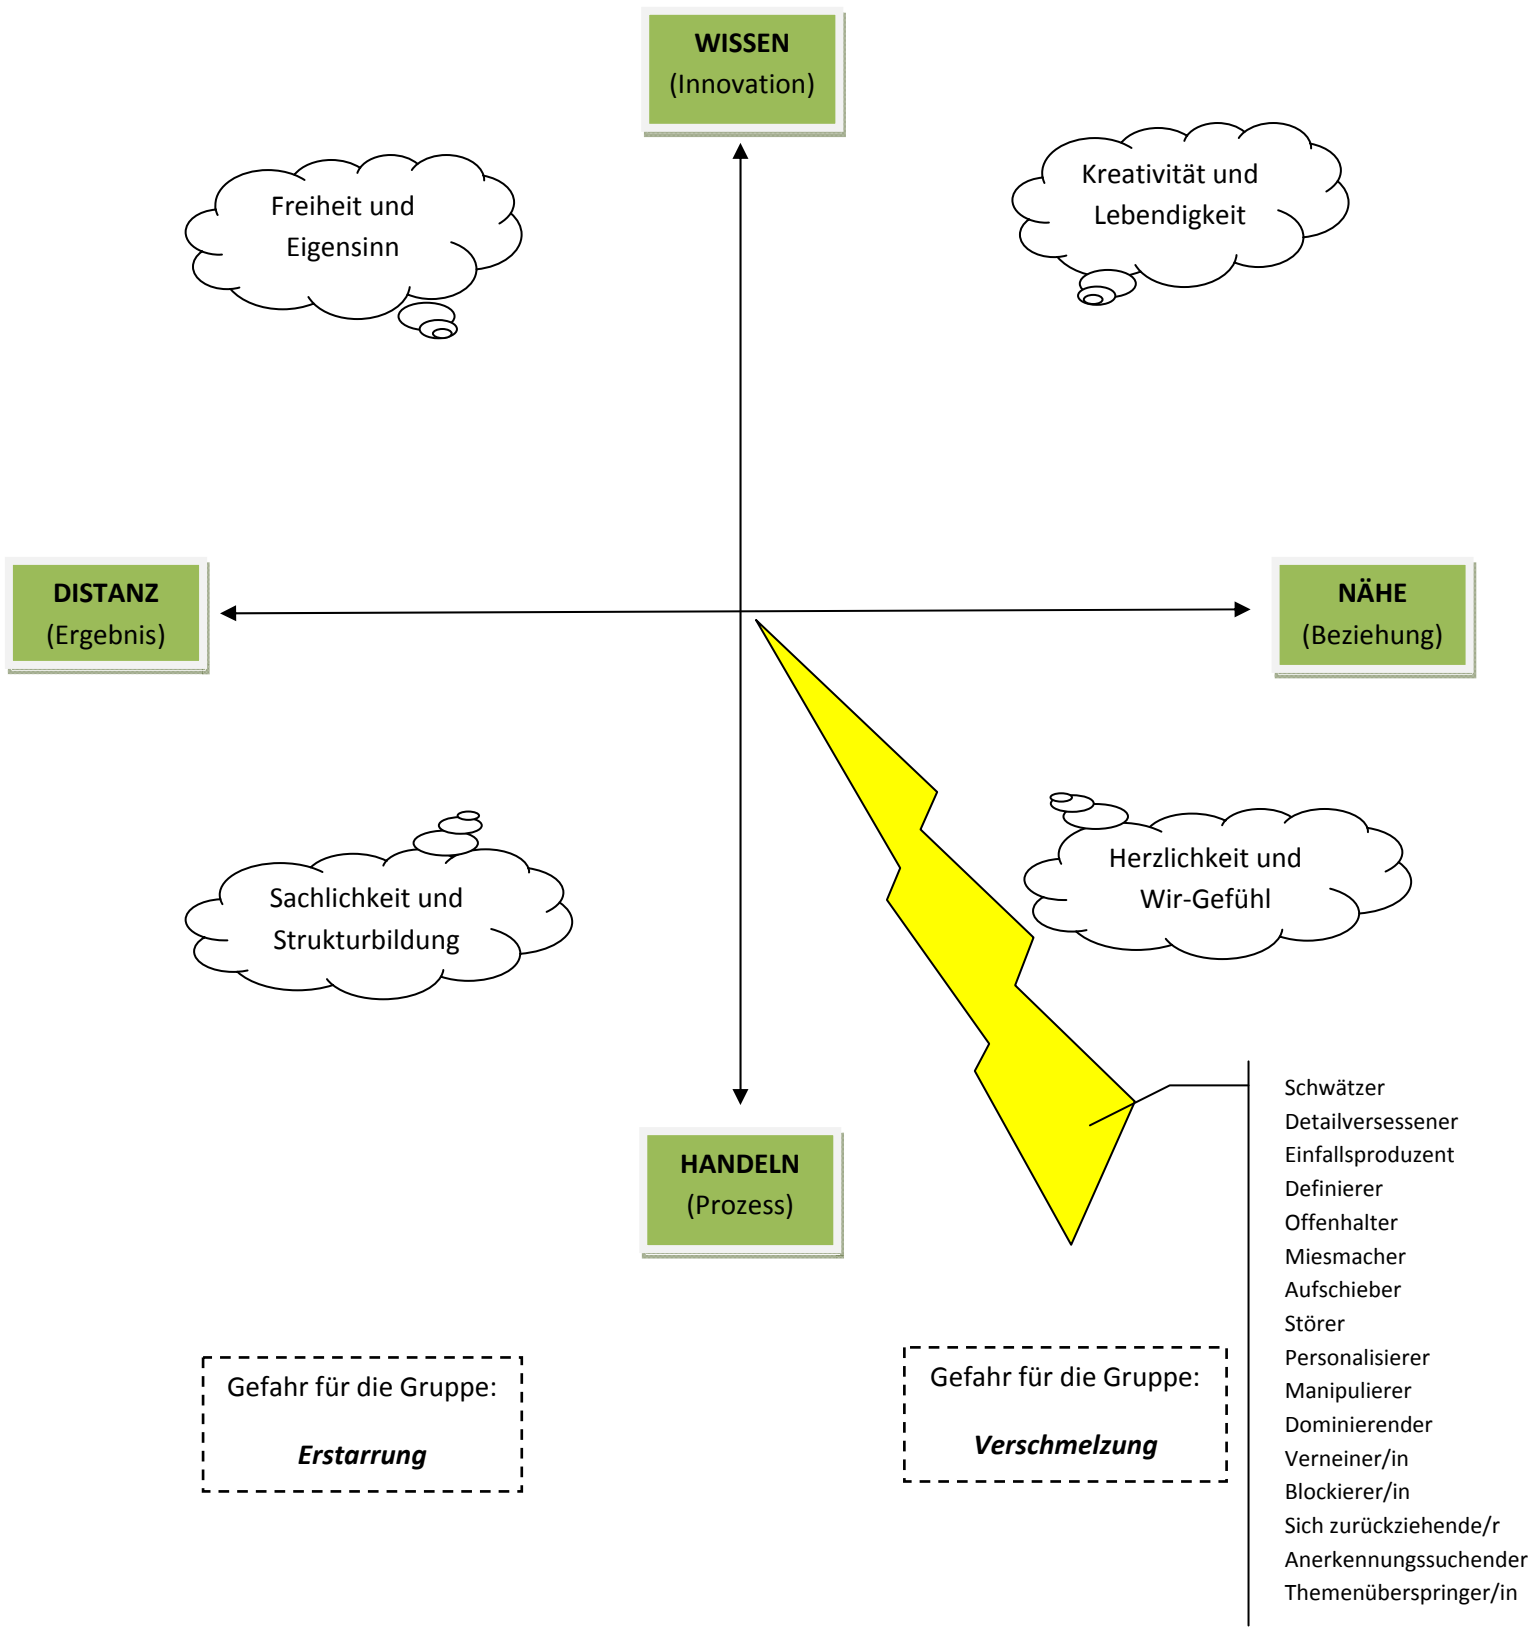 WISSEN
(Innovation)
Freiheit und
Eigensinn
Kreativität und
Lebendigkeit
DISTANZ
(Ergebnis)
NÄHE
(Beziehung)
Sachlichkeit und
Strukturbildung
Herzlichkeit und
Wir-Gefühl
HANDELN
(Prozess)
Gefahr für die Gruppe:
Erstarrung
Gefahr für die Gruppe:
Verschmelzung
Schwätzer
Detailversessener
Einfallsproduzent
Definierer
Offenhalter
Miesmacher
Aufschieber
Störer
Personalisierer
Manipulierer
Dominierender
Verneiner/in
Blockierer/in
Sich zurückziehende/r
Anerkennungssuchender
Themenüberspringer/in